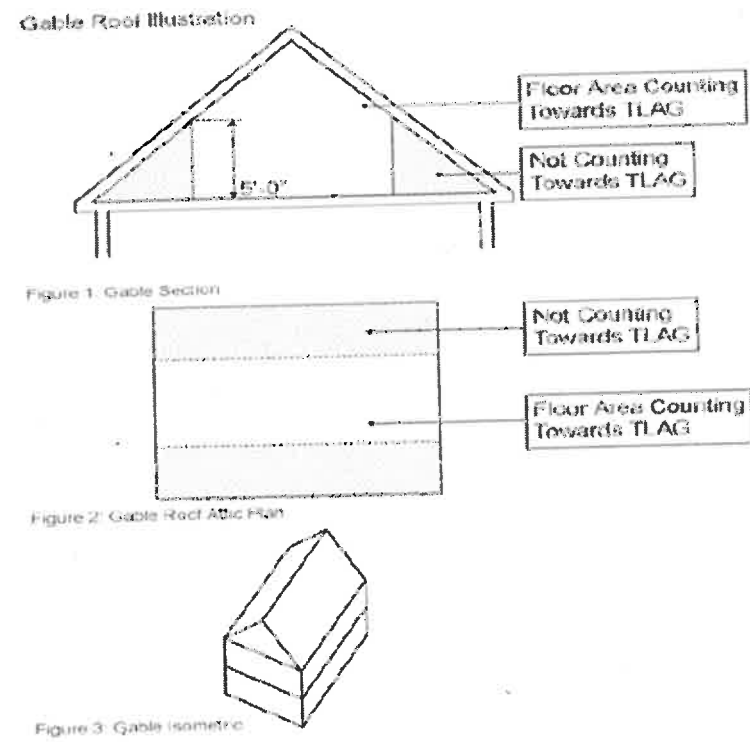 Gable Roof Illustration
Floor Area Counting
Towards TLAG
Not Counting
Towards TLAG
5'-0"
Figure 1: Gable Section
Not Counting
Towards TLAG
Floor Area Counting
Towards TLAG
Figure 2: Gable Roof Attic Plan
Figure 3: Gable Isometric